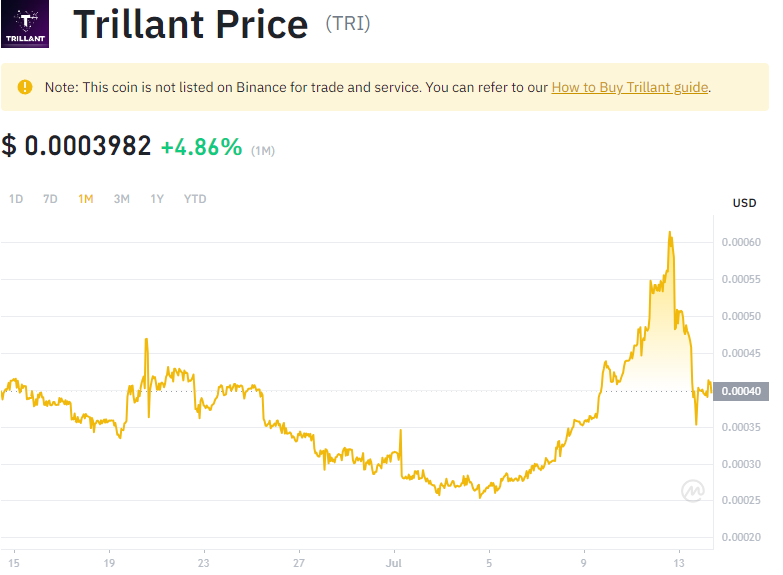 TRILLANT
Trillant Price (TRI)
Note: This coin is not listed on Binance for trade and service. You can refer to our How to Buy Trillant guide.
$ 0.0003982 +4.86% (1M)
1D 7D 1M 3M 1Y YTD
USD
0.00060
0.00055
0.00050
0.00045
0.00040
0.00035
0.00030
0.00025
0.00020
15 19 23 27 Jul 5 9 13